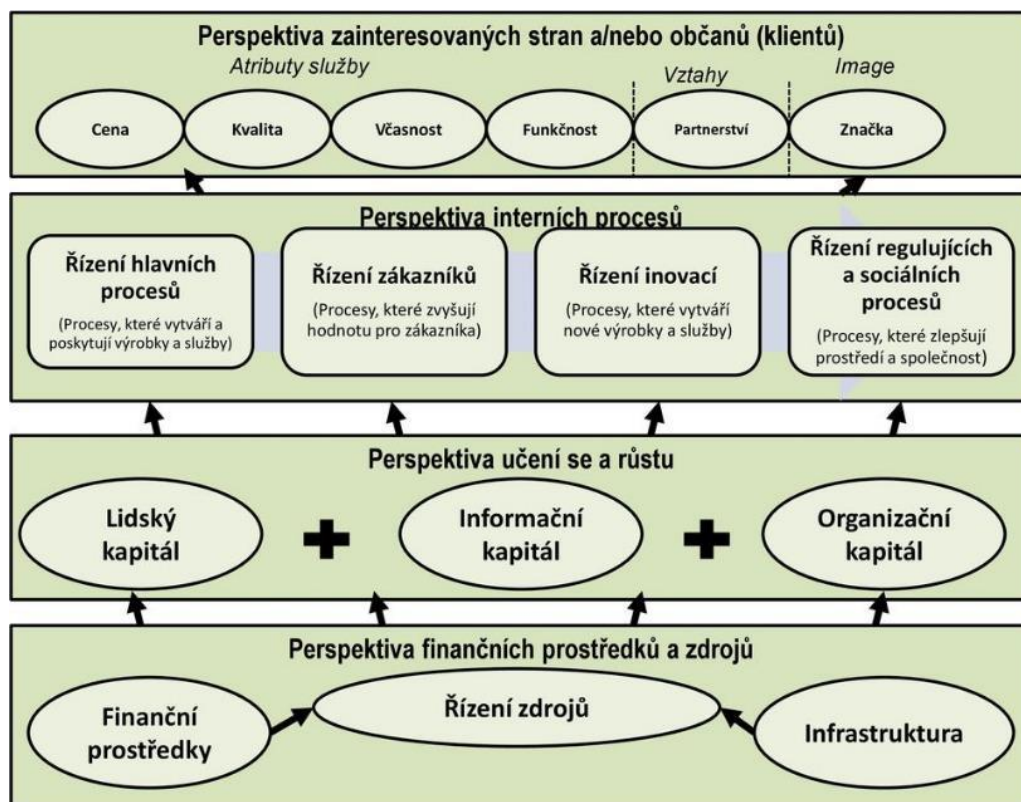 Perspektiva zainteresovaných stran a/nebo občanů (klientů)
Atributy služby
Vztahy
Image
Cena
Kvalita
Včasnost
Funkčnost
Partnerství
Značka
Perspektiva interních procesů
Řízení hlavních
procesů
(Procesy, které vytváří a
poskytují výrobky a služby)
Řízení zákazníků
(Procesy, které zvyšují
hodnotu pro zákazníka)
Řízení inovací
(Procesy, které vytváří
nové výrobky a služby)
Řízení regulujících
a sociálních
procesů
(Procesy, které zlepšují
prostředí a společnost)
Perspektiva učení se a růstu
Lidský
kapitál
Informační
kapitál
Organizační
kapitál
Perspektiva finančních prostředků a zdrojů
Finanční
prostředky
Řízení zdrojů
Infrastruktura